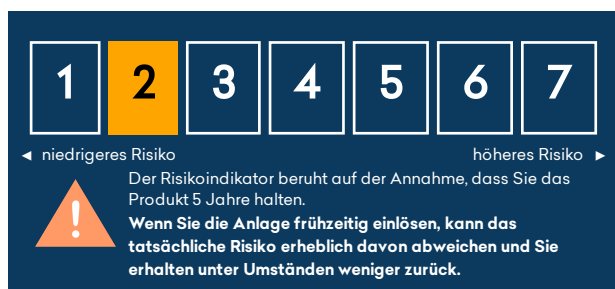 1 2 3 4 5 6 7
◄ niedrigeres Risiko höheres Risiko ►
Der Risikoindikator beruht auf der Annahme, dass Sie das
Produkt 5 Jahre halten.
Wenn Sie die Anlage frühzeitig einlösen, kann das
tatsächliche Risiko erheblich davon abweichen und Sie
erhalten unter Umständen weniger zurück.